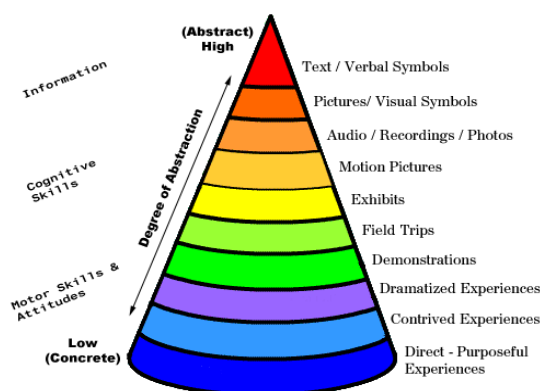 (Abstract)
High
Text / Verbal Symbols
Information
Pictures/ Visual Symbols
Audio / Recordings / Photos
Cognitive
Skills
Motion Pictures
Degree of Abstraction
Exhibits
Field Trips
Demonstrations
Motor Skills &
Attitudes
Dramatized Experiences
Contrived Experiences
Low
(Concrete)
Direct - Purposeful
Experiences